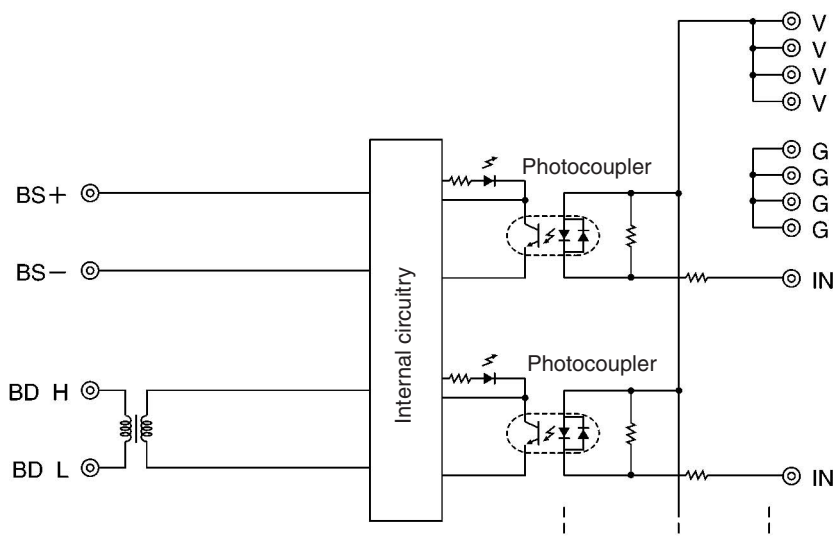 V
V
V
V
G
G
G
G
Photocoupler
BS+
BS−
IN
Internal circuitry
Photocoupler
BD H
BD L
IN